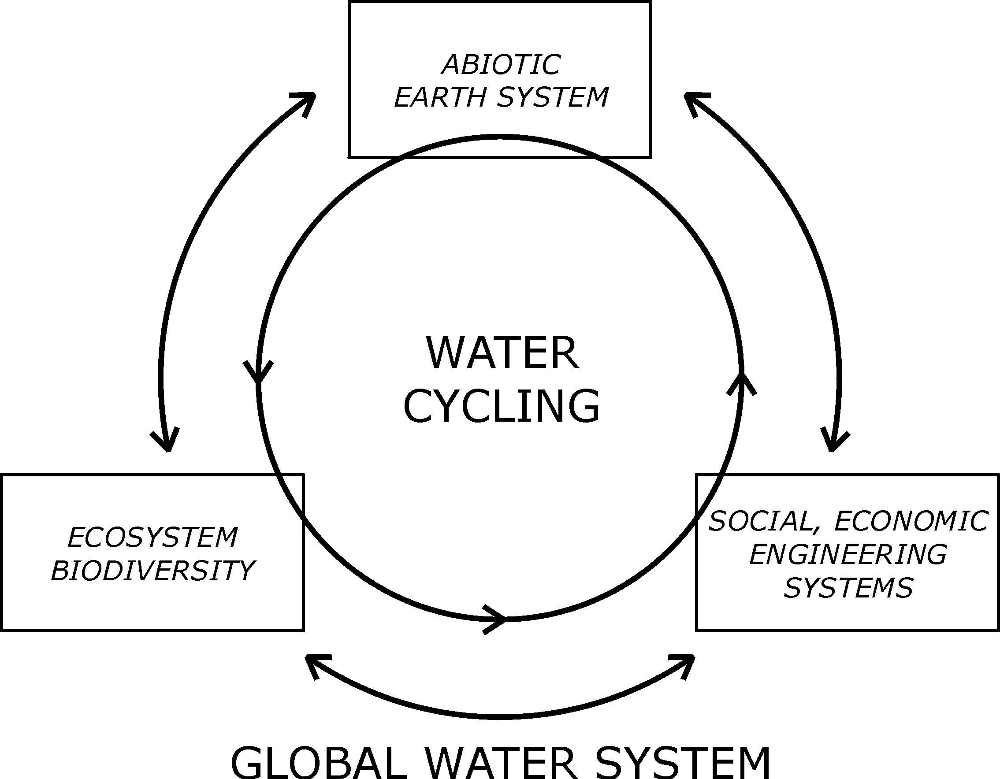 ABIOTIC
EARTH SYSTEM
WATER
CYCLING
ECOSYSTEM
BIODIVERSITY
SOCIAL, ECONOMIC
ENGINEERING
SYSTEMS
GLOBAL WATER SYSTEM